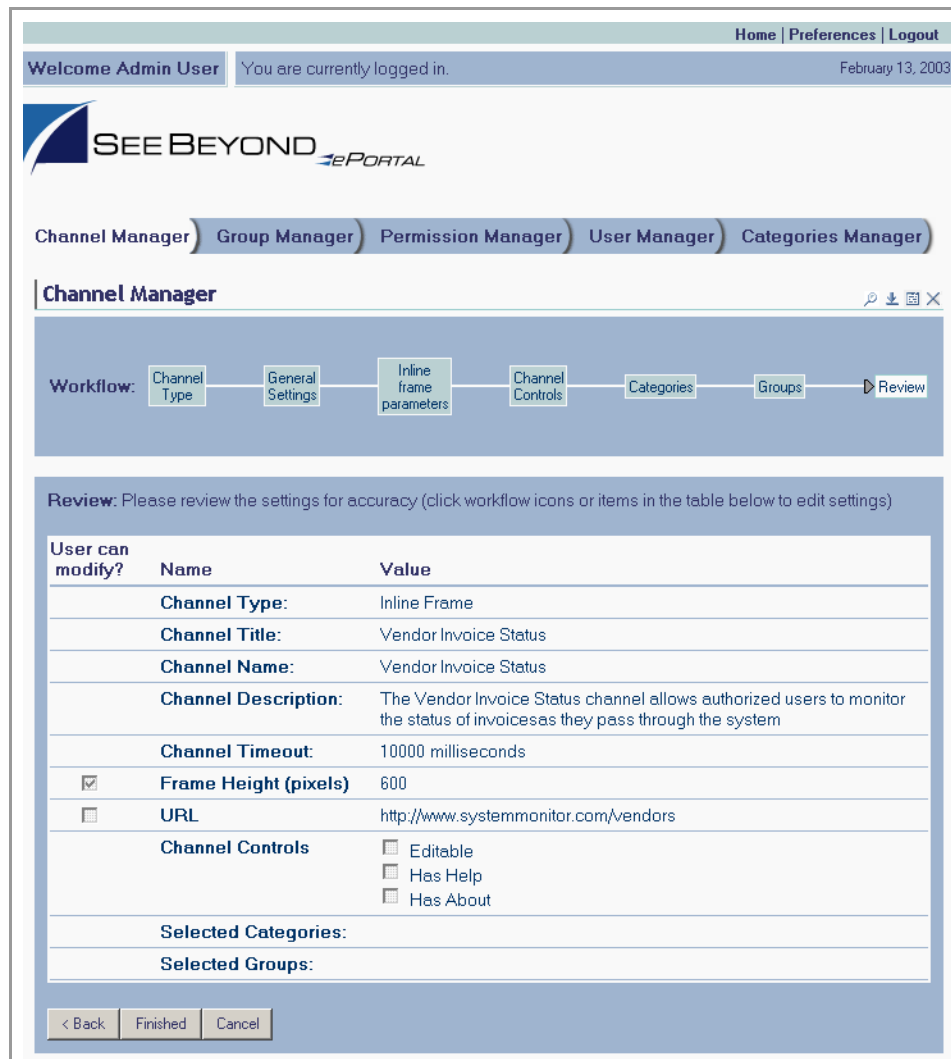 Home | Preferences | Logout
Welcome Admin User You are currently logged in. February 13, 2003
SEEBEYOND ePORTAL
Channel Manager Group Manager Permission Manager User Manager Categories Manager
Channel Manager
Workflow:
Channel
Type
General
Settings
Inline
frame
parameters
Channel
Controls
Categories
Groups
Review
Review: Please review the settings for accuracy (click workflow icons or items in the table below to edit settings)
User can
modify? Name Value
Channel Type: Inline Frame
Channel Title: Vendor Invoice Status
Channel Name: Vendor Invoice Status
Channel Description: The Vendor Invoice Status channel allows authorized users to monitor
the status of invoicesas they pass through the system
Channel Timeout: 10000 milliseconds
Frame Height (pixels) 600
URL http://www.systemmonitor.com/vendors
Channel Controls Editable
Has Help
Has About
Selected Categories:
Selected Groups:
< Back Finished Cancel